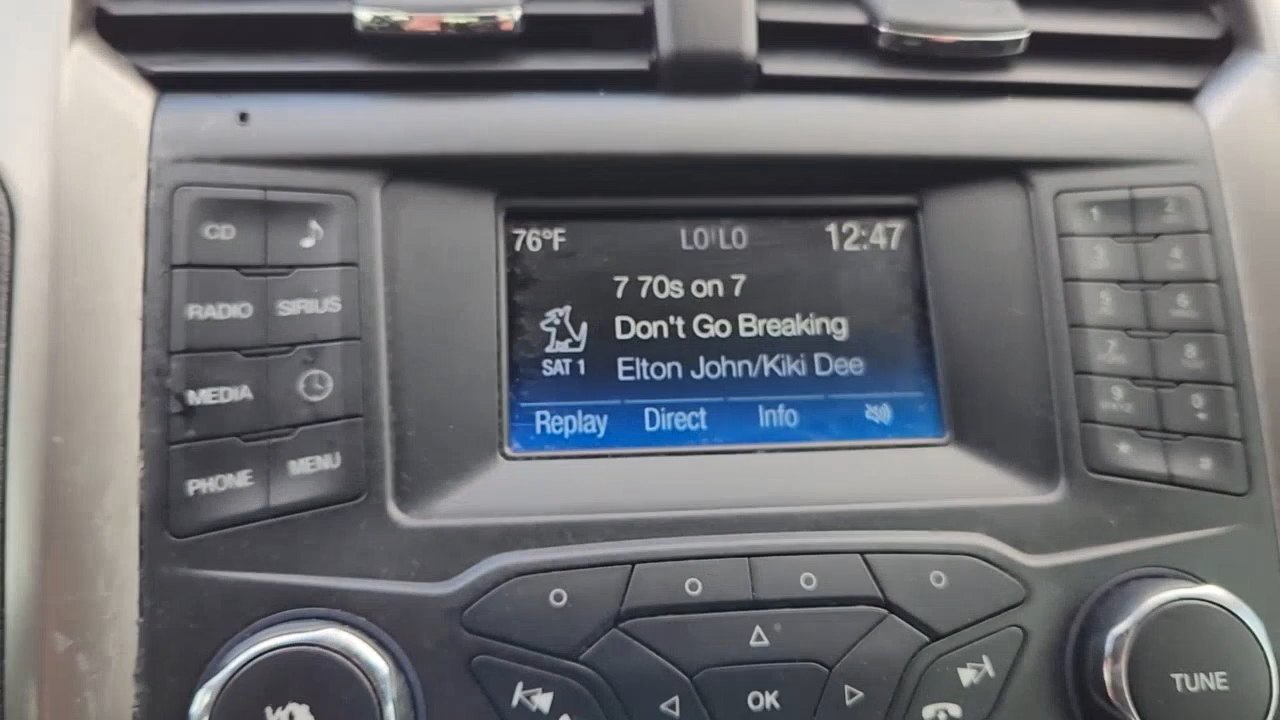 76°F LO LO 12:47
7 70s on 7
Don't Go Breaking
SAT 1 Elton John/Kiki Dee
Replay Direct Info
CD
RADIO SIRIUS
MEDIA
PHONE MENU
1 2
3 4
5 6
7 8
9 0
* #
OK
VOL
TUNE